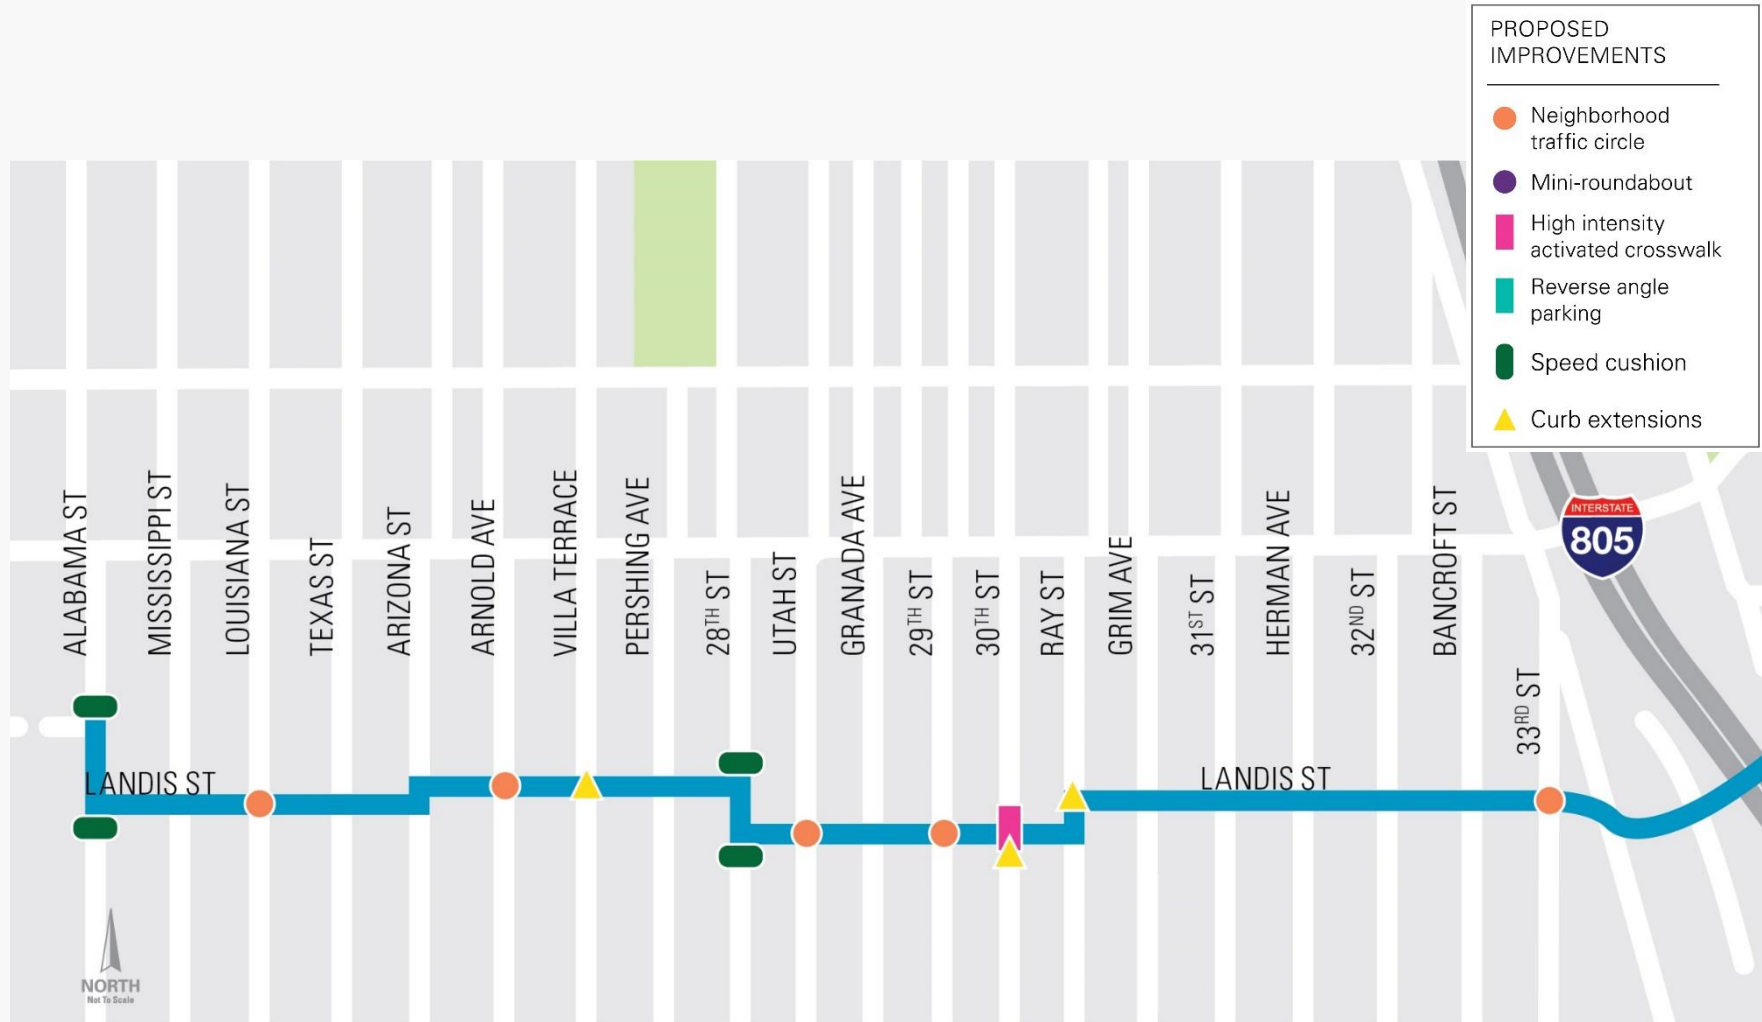 PROPOSED
IMPROVEMENTS
Neighborhood
traffic circle
Mini-roundabout
High intensity
activated crosswalk
Reverse angle
parking
Speed cushion
Curb extensions
ALABAMA ST
MISSISSIPPI ST
LOUISIANA ST
TEXAS ST
ARIZONA ST
ARNOLD AVE
VILLA TERRACE
PERSHING AVE
28TH ST
UTAH ST
GRANADA AVE
29TH ST
30TH ST
RAY ST
GRIM AVE
31ST ST
HERMAN AVE
32ND ST
BANCROFT ST
33RD ST
INTERSTATE
805
LANDIS ST
LANDIS ST
NORTH
Not To Scale